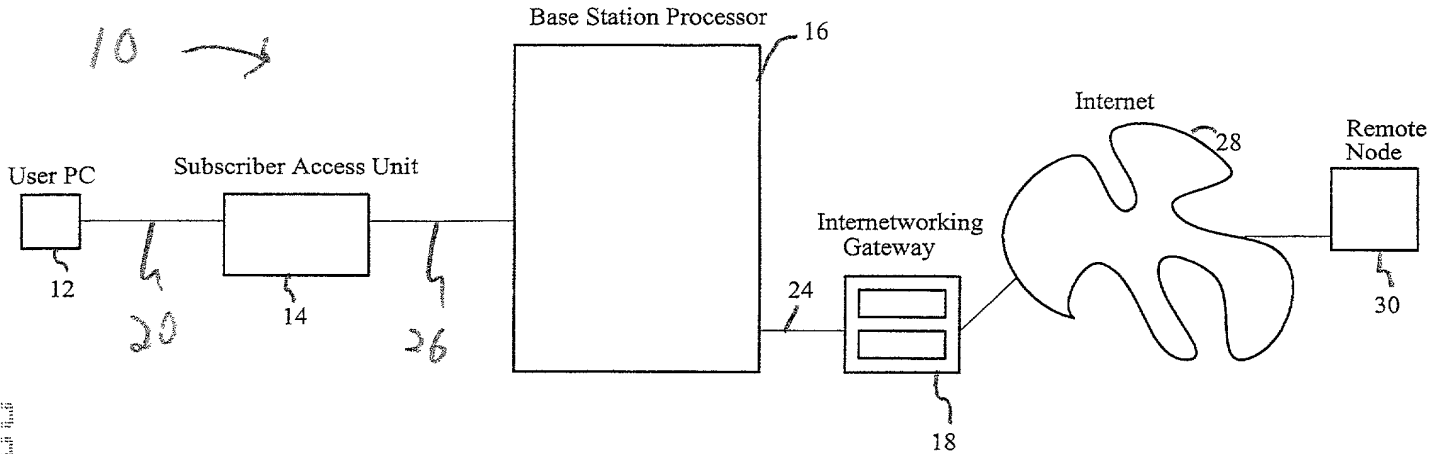 Base Station Processor
16
10
Internet
28
Remote
Node
User PC
Subscriber Access Unit
Internetworking
Gateway
24
12
20
14
26
30
18